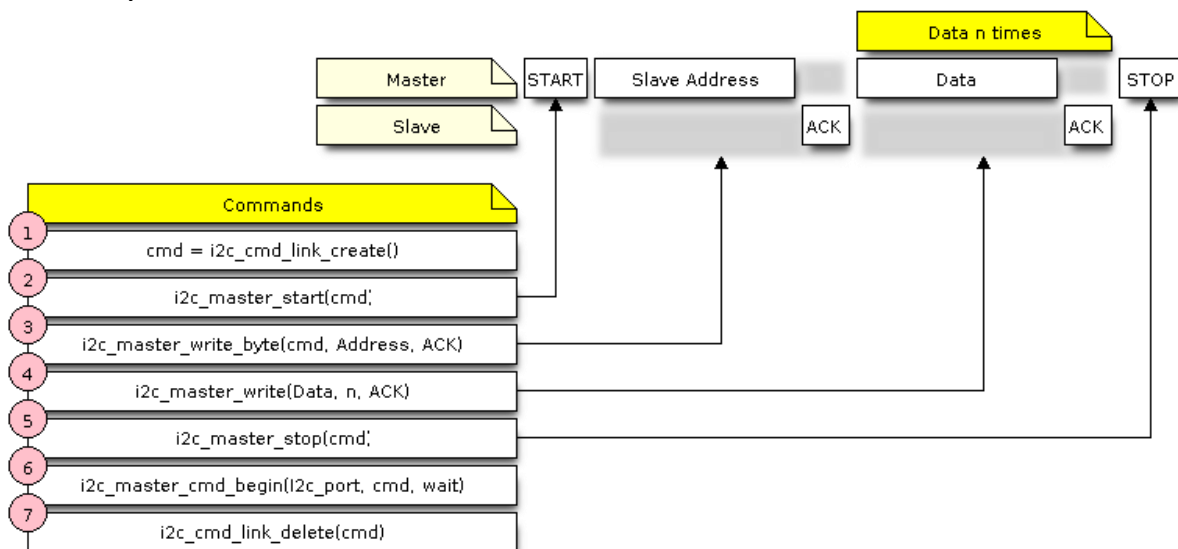 Data n times
Master START Slave Address Data STOP
Slave ACK ACK
Commands
1
cmd = i2c_cmd_link_create()
2
i2c_master_start(cmd;
3
i2c_master_write_byte(cmd, Address, ACK)
4
i2c_master_write(Data, n, ACK)
5
i2c_master_stop(cmd;
6
i2c_master_cmd_begin(I2c_port, cmd, wait)
7
i2c_cmd_link_delete(cmd)